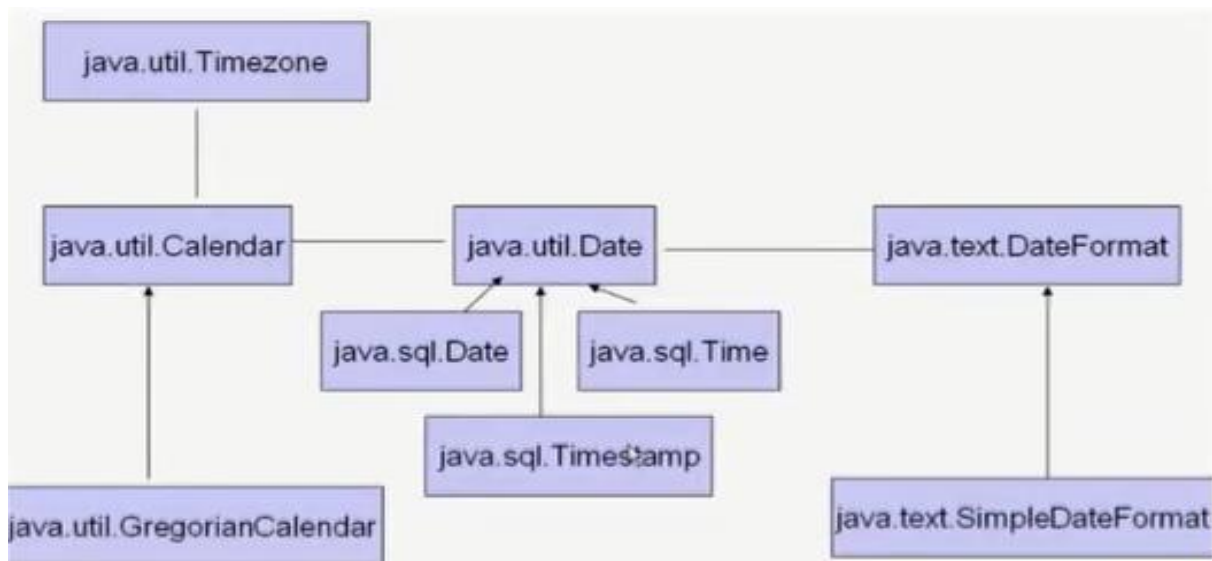 java.util.Timezone
java.util.Calendar
java.util.Date
java.text.DateFormat
java.sql.Date
java.sql.Time
java.sql.Timestamp
java.util.GregorianCalendar
java.text.SimpleDateFormat